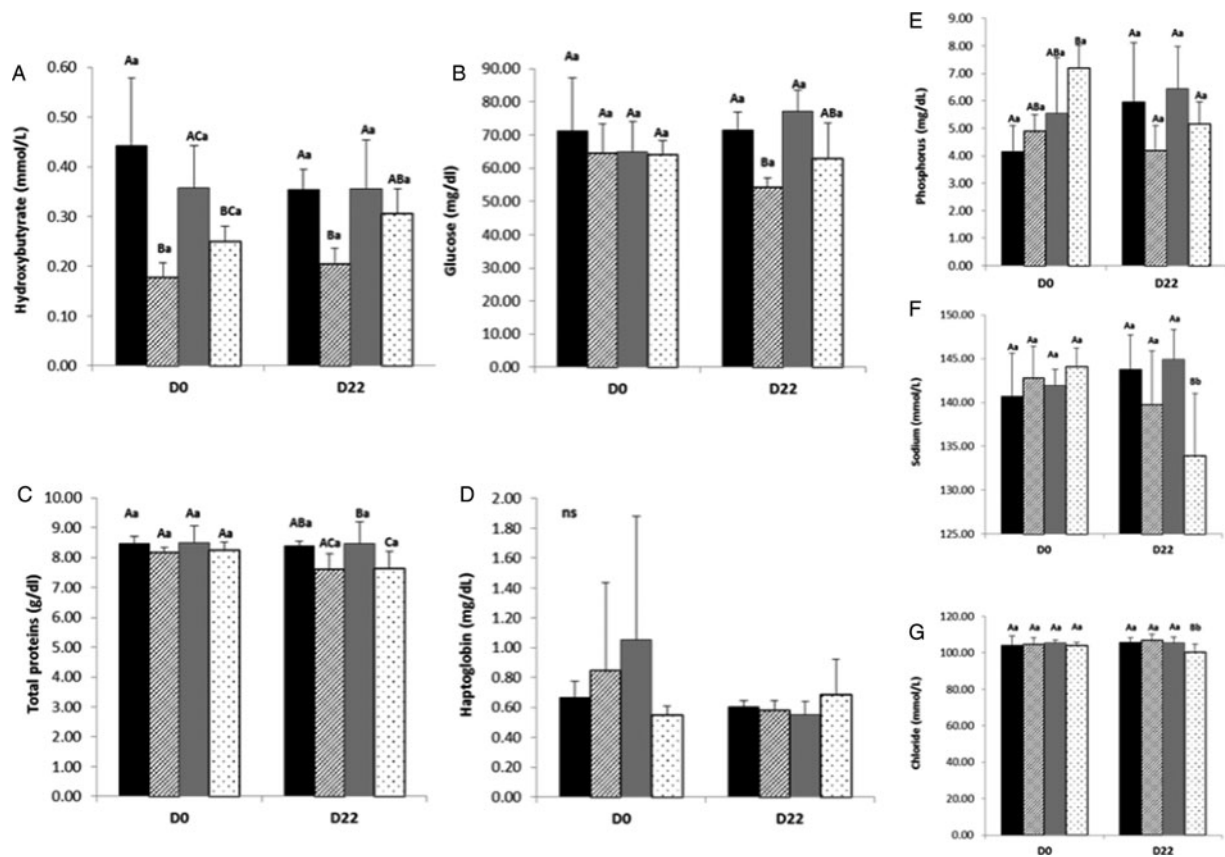 A
Hydroxybutyrate (mmol/L)
0.60
0.50
0.40
0.30
0.20
0.10
0.00
Aa
Ba
ACa
BCa
Aa
Ba
Aa
ABa
D0
D22
B
Glucose (mg/dl)
90.00
80.00
70.00
60.00
50.00
40.00
30.00
20.00
10.00
0.00
Aa
Aa
Aa
Aa
Aa
Ba
Aa
ABa
D0
D22
C
Total proteins (g/dl)
10.00
9.00
8.00
7.00
6.00
5.00
4.00
3.00
2.00
1.00
0.00
Aa
Aa
Aa
Aa
ABa
ACa
Ba
Ca
D0
D22
D
Haptoglobin (mg/dL)
2.00
1.80
1.60
1.40
1.20
1.00
0.80
0.60
0.40
0.20
0.00
ns
D0
D22
E
Phosphorus (mg/dL)
9.00
8.00
7.00
6.00
5.00
4.00
3.00
2.00
1.00
0.00
Aa
ABa
ABa
Ba
Aa
Aa
Aa
Aa
D0
D22
F
Sodium (mmol/L)
150.00
145.00
140.00
135.00
130.00
125.00
Aa
Aa
Aa
Aa
Aa
Aa
Aa
Bb
D0
D22
G
Chloride (mmol/L)
120.00
100.00
80.00
60.00
40.00
20.00
0.00
Aa
Aa
Aa
Aa
Aa
Aa
Aa
Bb
D0
D22